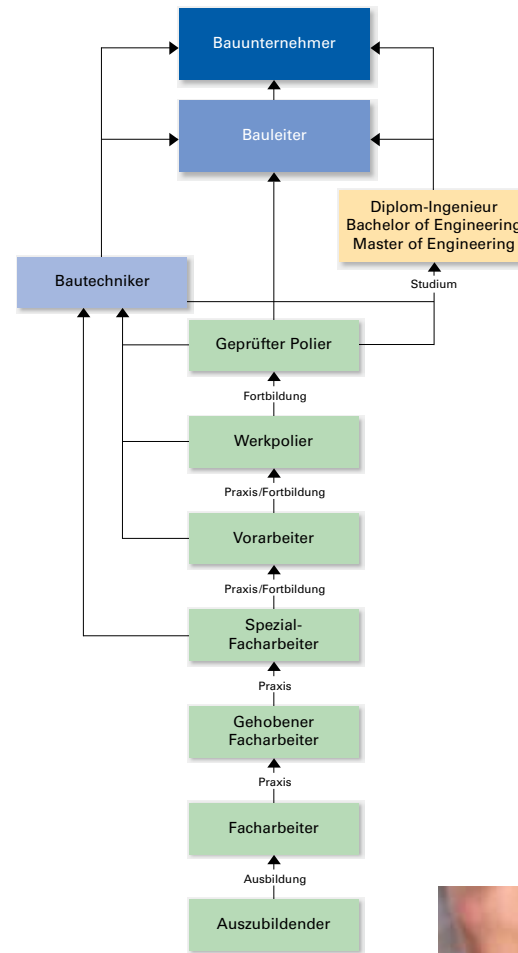 Bauunternehmer
Bauleiter
Diplom-Ingenieur
Bachelor of Engineering
Master of Engineering
Bautechniker
Studium
Geprüfter Polier
Fortbildung
Werkpolier
Praxis/Fortbildung
Vorarbeiter
Praxis/Fortbildung
Spezial-
Facharbeiter
Praxis
Gehobener
Facharbeiter
Praxis
Facharbeiter
Ausbildung
Auszubildender